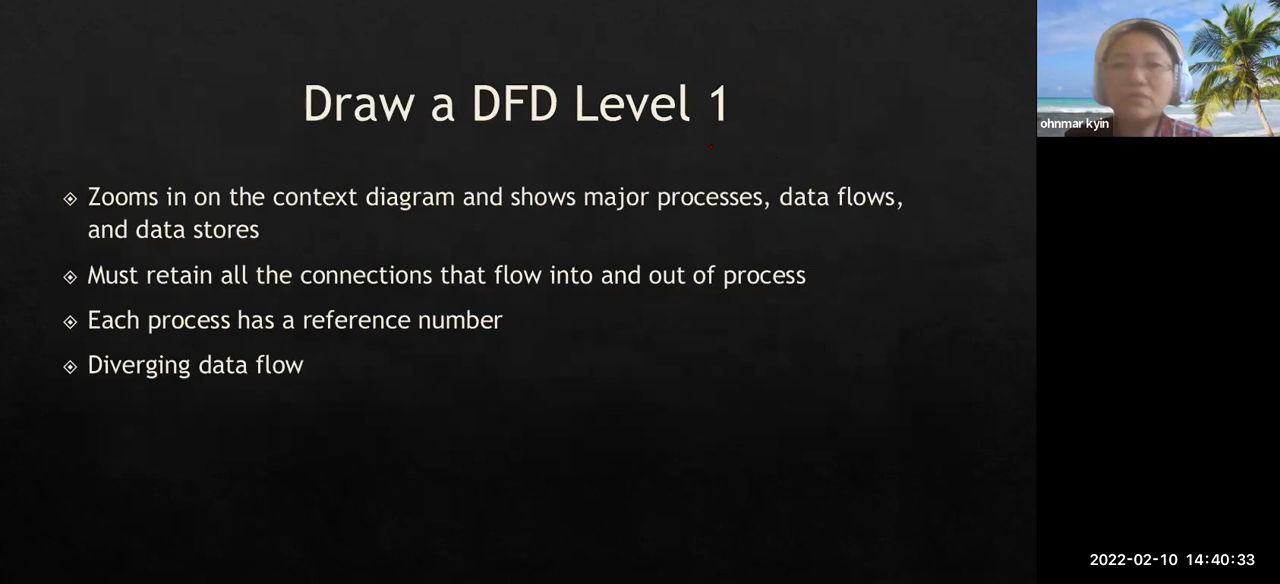 Draw a DFD Level 1
Zooms in on the context diagram and shows major processes, data flows,
and data stores
Must retain all the connections that flow into and out of process
Each process has a reference number
Diverging data flow
ohnmar kyin
2022-02-10 14:40:33